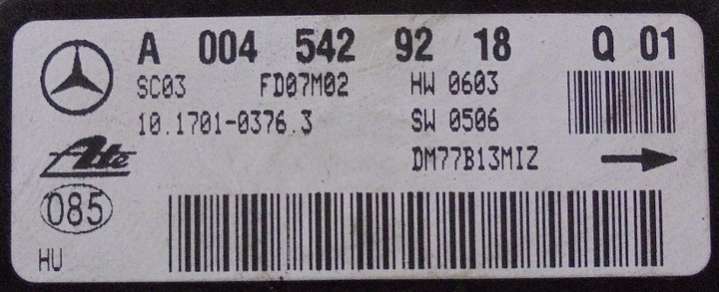 A 004 542 92 18 Q 01
SC03 FD07M02 HW 0603
10.1701-0376.3 SW 0506
Ate DM77B13MIZ
085
HU